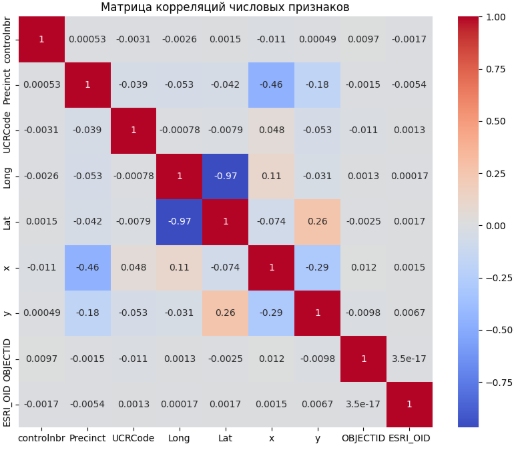 Матрица корреляций числовых признаков
controlnbr 1 0.00053 -0.0031 -0.0026 0.0015 -0.011 0.00049 0.0097 -0.0017
Precinct 0.00053 1 -0.039 -0.053 -0.042 -0.46 -0.18 -0.0015 -0.0054
UCRCode -0.0031 -0.039 1 -0.00078 -0.0079 0.048 -0.053 -0.011 0.0013
Long -0.0026 -0.053 -0.00078 1 -0.97 0.11 -0.031 0.0013 0.00017
Lat 0.0015 -0.042 -0.0079 -0.97 1 -0.074 0.26 -0.0025 0.0017
x -0.011 -0.46 0.048 0.11 -0.074 1 -0.29 0.012 0.0015
y 0.00049 -0.18 -0.053 -0.031 0.26 -0.29 1 -0.0098 0.0067
OBJECTID 0.0097 -0.0015 -0.011 0.0013 -0.0025 0.012 -0.0098 1 3.5e-17
ESRI_OID -0.0017 -0.0054 0.0013 0.00017 0.0017 0.0015 0.0067 3.5e-17 1
controlnbr Precinct UCRCode Long Lat x y OBJECTID ESRI_OID
1.00
0.75
0.50
0.25
0.00
-0.25
-0.50
-0.75